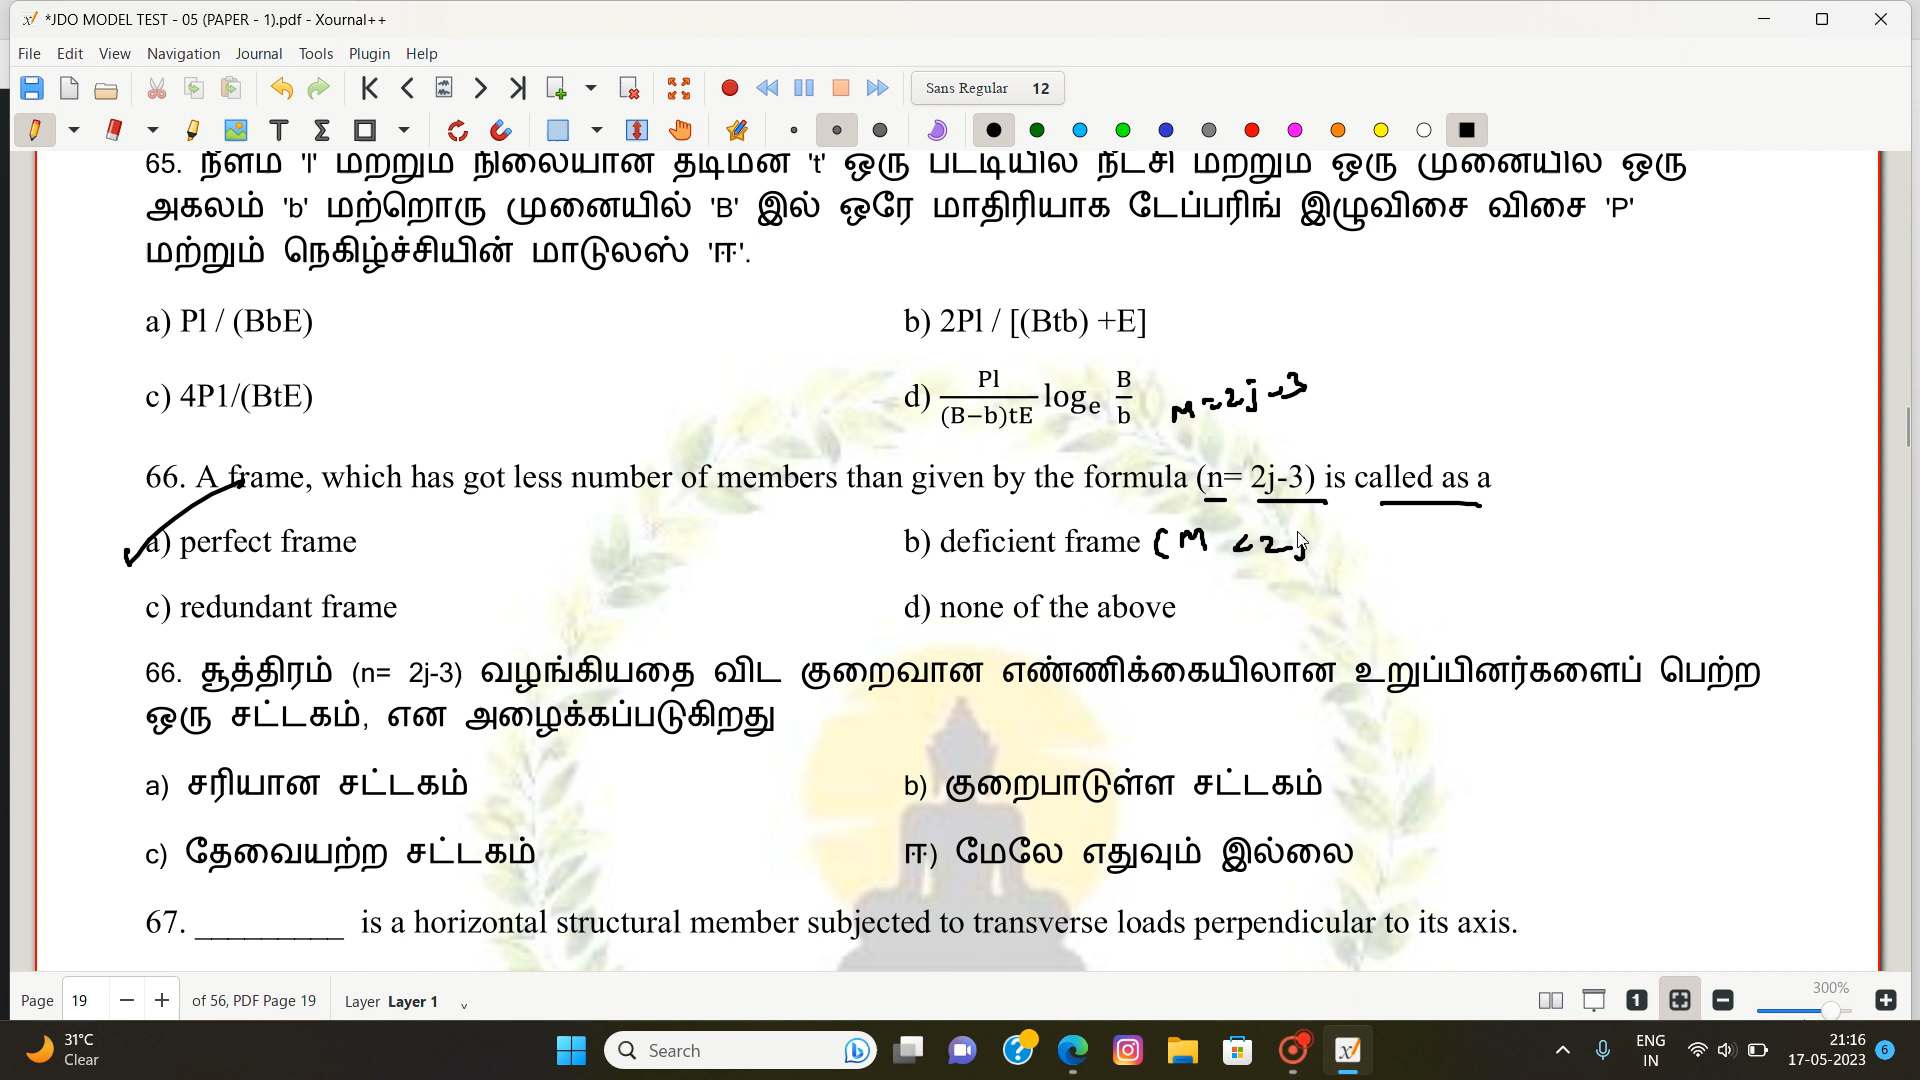 *JDO MODEL TEST - 05 (PAPER - 1).pdf - Xournal++
File Edit View Navigation Journal Tools Plugin Help
Sans Regular 12
65. நீளம் 'l' மற்றும் நிலையான தடிமன் 't' ஒரு பட்டியில் நீட்சி மற்றும் ஒரு முனையில் ஒரு
அகலம் 'b' மற்றொரு முனையில் 'B' இல் ஒரே மாதிரியாக டேப்பரிங் இழுவிசை விசை 'P'
மற்றும் நெகிழ்ச்சியின் மாடுலஸ் 'ஈ'.
a) Pl / (BbE) b) 2Pl / [(Btb) +E]
c) 4P1/(BtE) d) Pl/(B−b)tE logₑ B/b M=2j-3
66. A frame, which has got less number of members than given by the formula (n= 2j-3) is called as a
a) perfect frame b) deficient frame (M <2j
c) redundant frame d) none of the above
66. சூத்திரம் (n= 2j-3) வழங்கியதை விட குறைவான எண்ணிக்கையிலான உறுப்பினர்களைப் பெற்ற
ஒரு சட்டகம், என அழைக்கப்படுகிறது
a) சரியான சட்டகம் b) குறைபாடுள்ள சட்டகம்
c) தேவையற்ற சட்டகம் ஈ) மேலே எதுவும் இல்லை
67. _________ is a horizontal structural member subjected to transverse loads perpendicular to its axis.
Page 19 of 56, PDF Page 19 Layer Layer 1 300%
31°C
Clear
Search
ENG
IN
21:16
17-05-2023 6